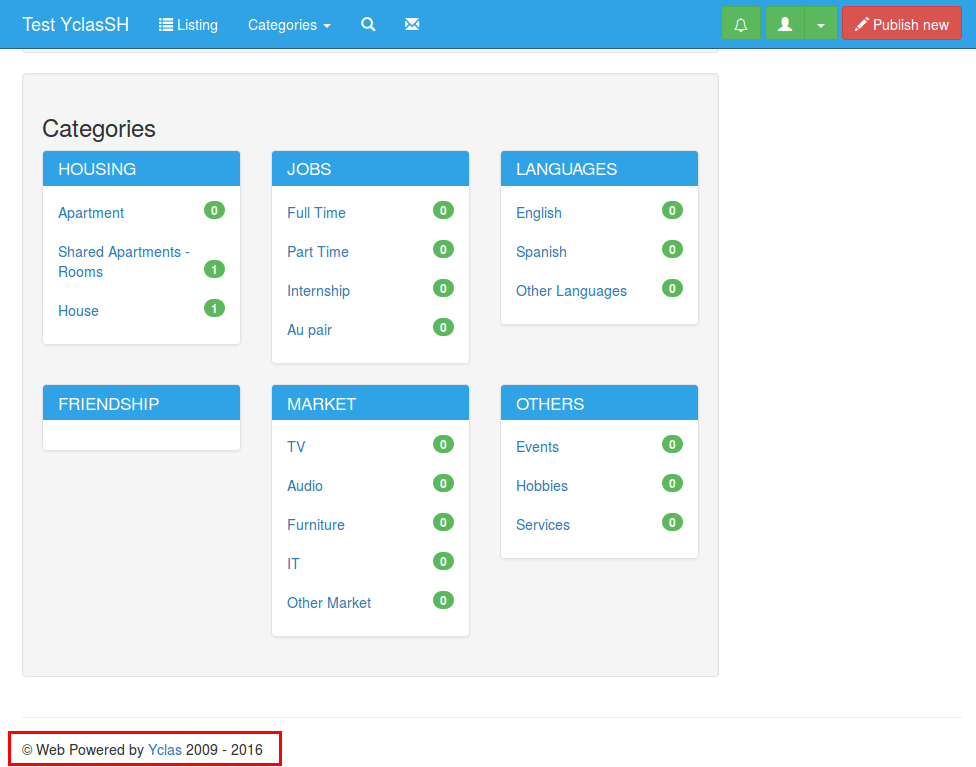 Test YclasSH Listing Categories Publish new
Categories
HOUSING
Apartment 0
Shared Apartments -
Rooms 1
House 1
JOBS
Full Time 0
Part Time 0
Internship 0
Au pair 0
LANGUAGES
English 0
Spanish 0
Other Languages 0
FRIENDSHIP
MARKET
TV 0
Audio 0
Furniture 0
IT 0
Other Market 0
OTHERS
Events 0
Hobbies 0
Services 0
© Web Powered by Yclas 2009 - 2016